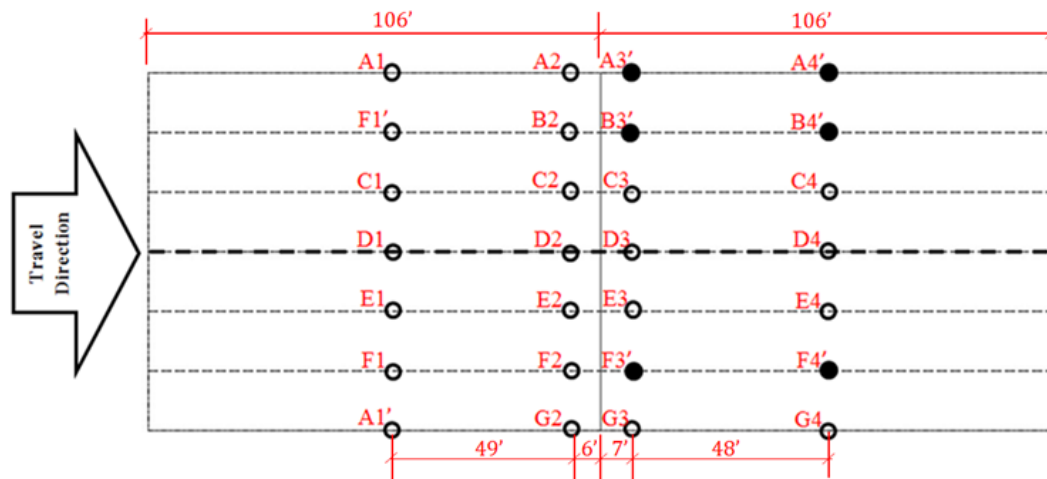 106’ 106’
A1 A2 A3’ A4’
F1’ B2 B3’ B4’
C1 C2 C3 C4
Travel
Direction
D1 D2 D3 D4
E1 E2 E3 E4
F1 F2 F3’ F4’
A1’ G2 G3 G4
49’ 6’ 7’ 48’